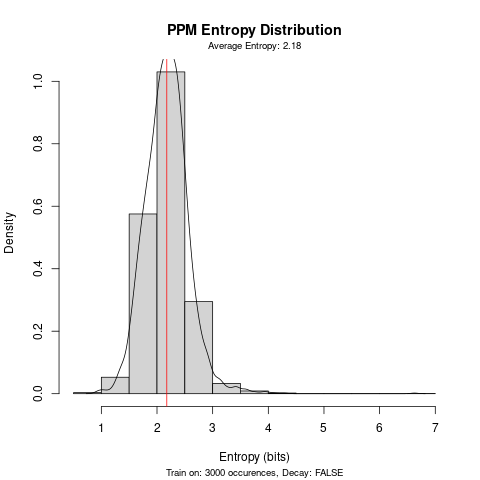 PPM Entropy Distribution
Average Entropy: 2.18
Density
1.0
0.8
0.6
0.4
0.2
0.0
1 2 3 4 5 6 7
Entropy (bits)
Train on: 3000 occurences, Decay: FALSE